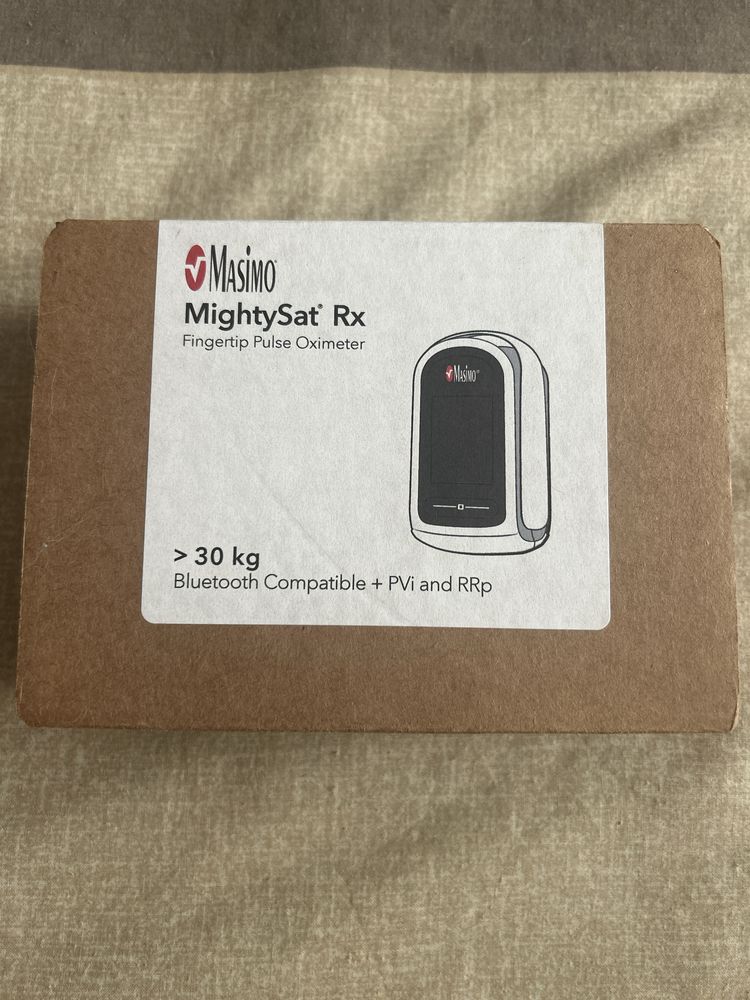 MASIMO
MightySat® Rx
Fingertip Pulse Oximeter
MASIMO
> 30 kg
Bluetooth Compatible + PVi and RRp